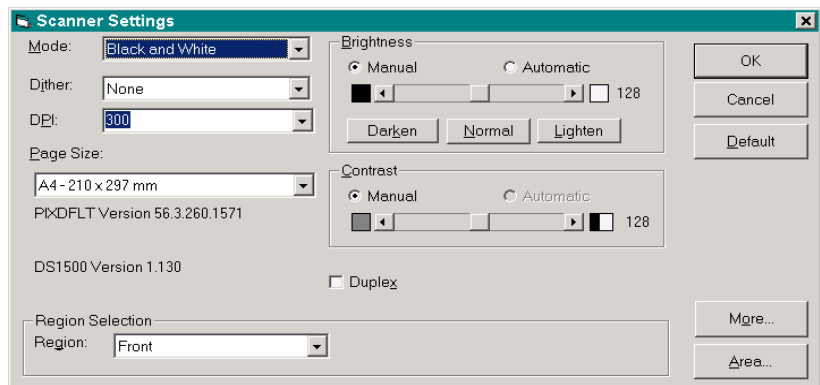 Scanner Settings
Mode: Black and White
Dither: None
DPI: 300
Page Size:
A4 - 210 x 297 mm
PIXDFLT Version 56.3.260.1571
DS1500 Version 1.130
Brightness
Manual Automatic
128
Darken Normal Lighten
Contrast
Manual Automatic
128
Duplex
Region Selection
Region: Front
OK
Cancel
Default
More...
Area...